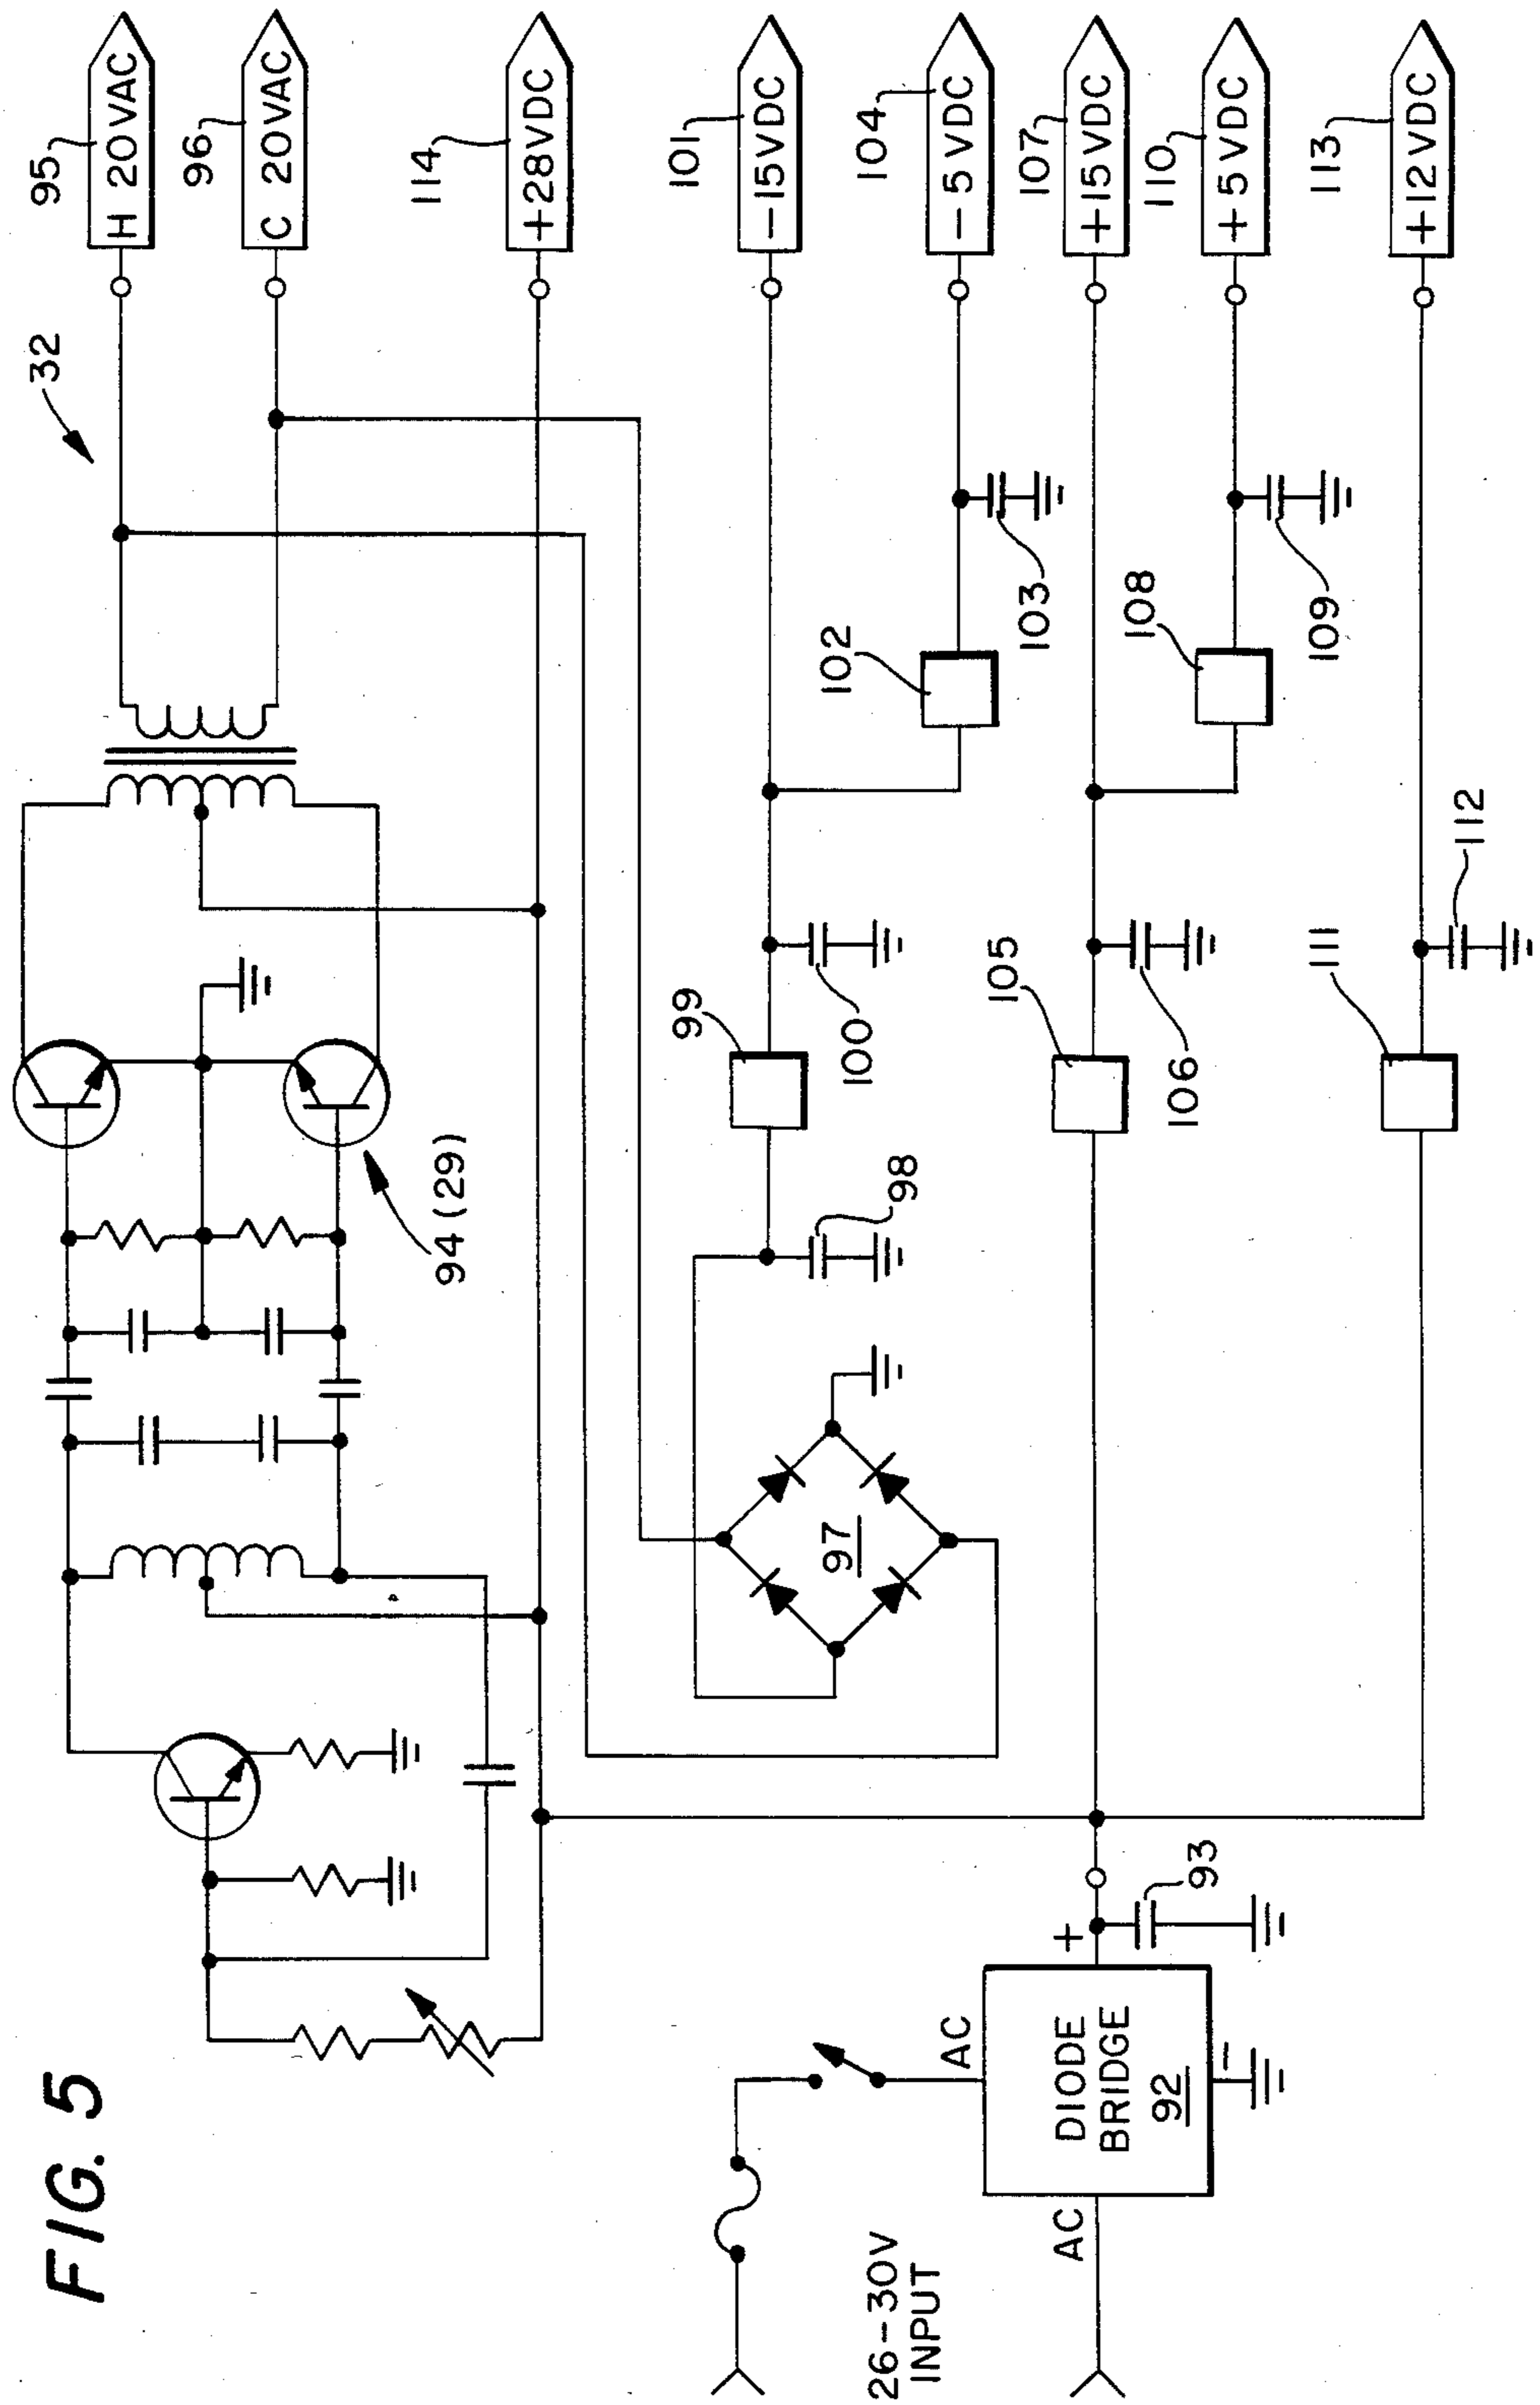 FIG. 5
32
95
H 20VAC
96
C 20VAC
114
+28VDC
94 (29)
101
-15VDC
99
100
98
97
104
-5VDC
102
103
107
+15VDC
105
106
110
+5VDC
108
109
113
+12VDC
111
112
26-30V
INPUT
AC
AC
DIODE
BRIDGE
92
+
-
93